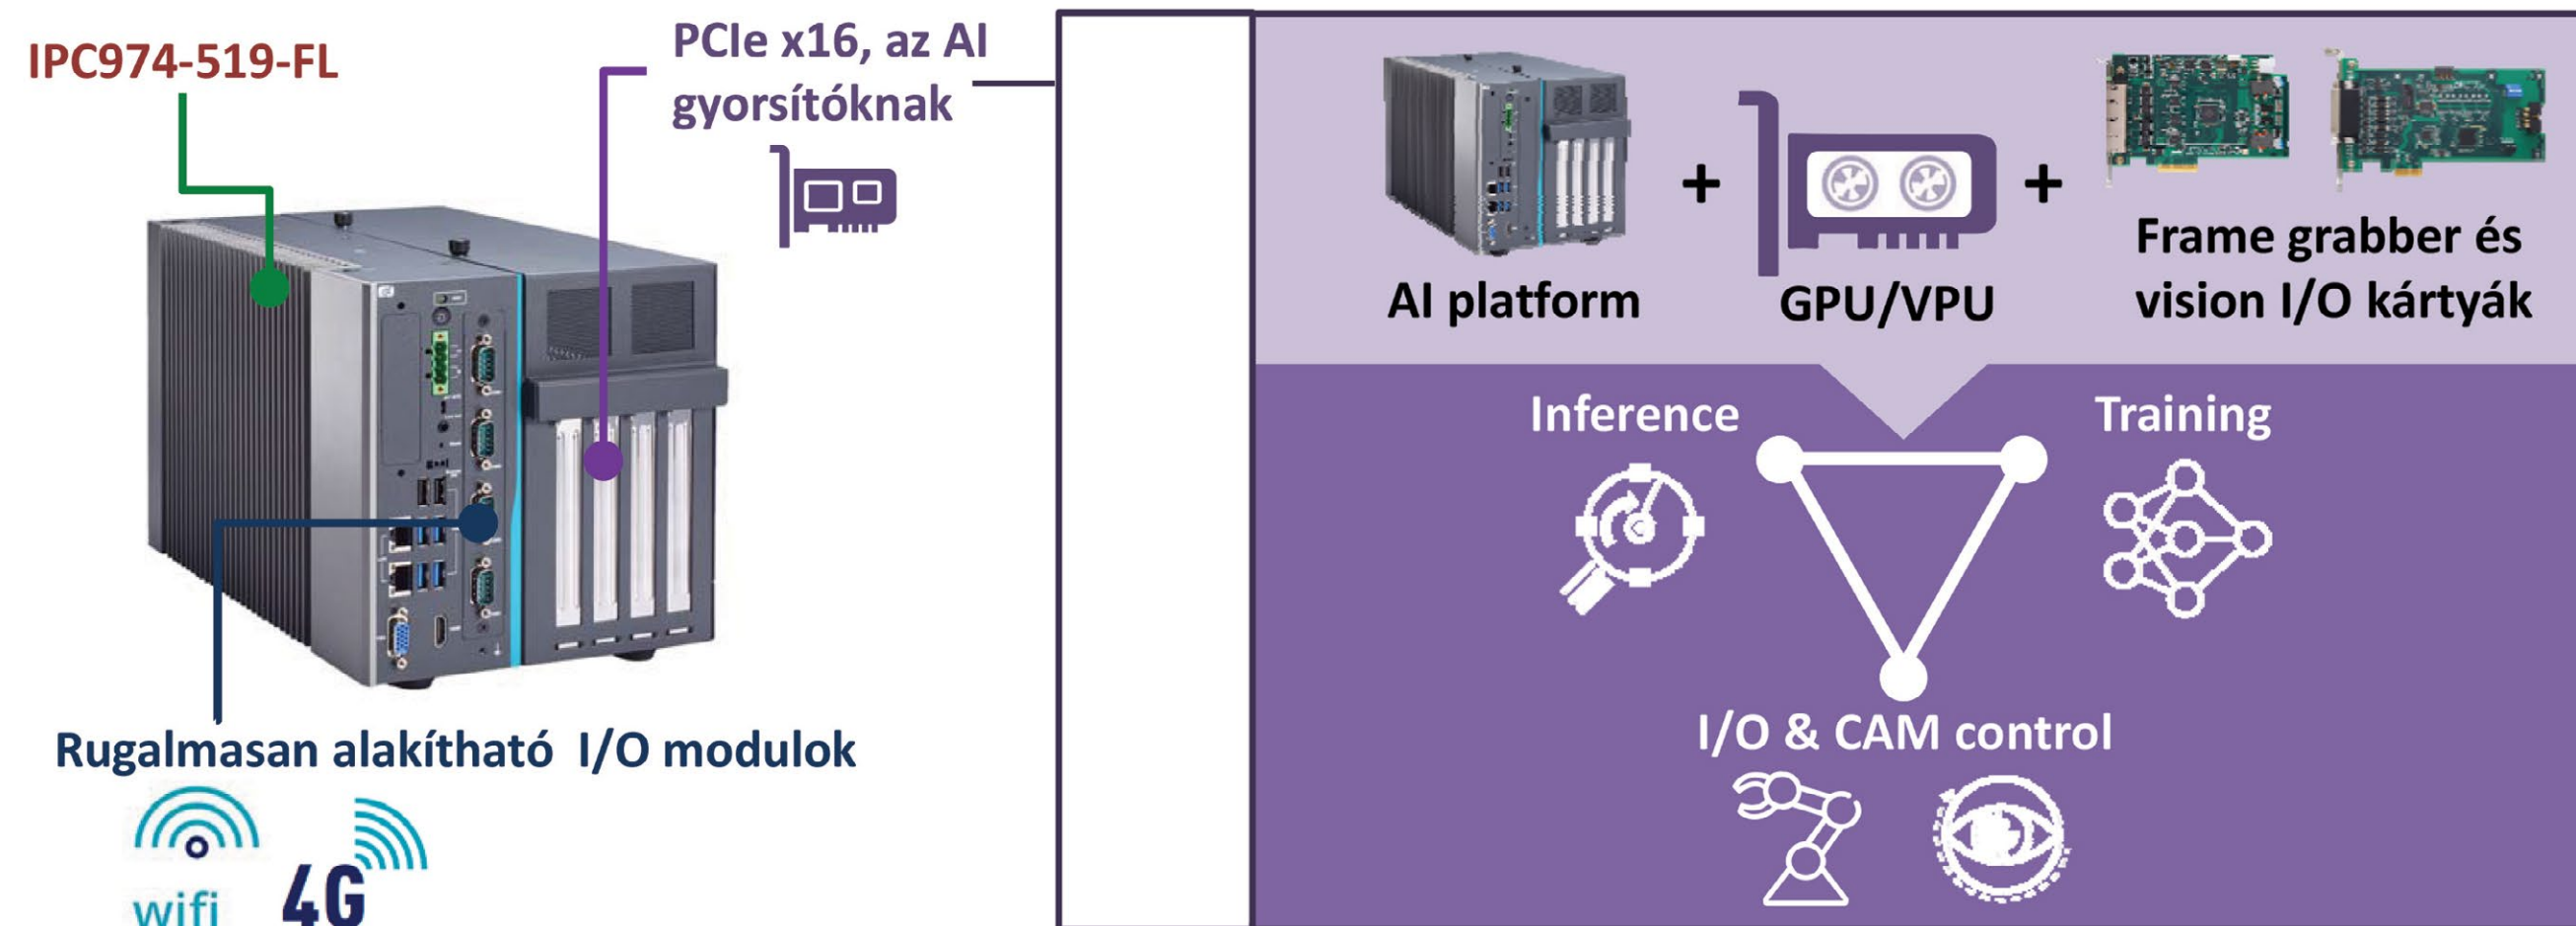 IPC974-519-FL
PCIe x16, az AI
gyorsítóknak
Rugalmasan alakítható I/O modulok
wifi
4G
AI platform
+
GPU/VPU
+
Frame grabber és
vision I/O kártyák
Inference
Training
I/O & CAM control